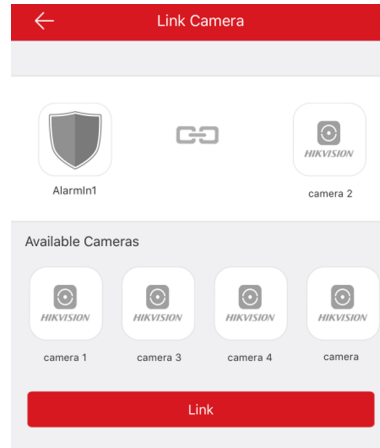 Link Camera
HIKVISION
AlarmIn1
camera 2
Available Cameras
HIKVISION HIKVISION HIKVISION HIKVISION
camera 1 camera 3 camera 4 camera
Link